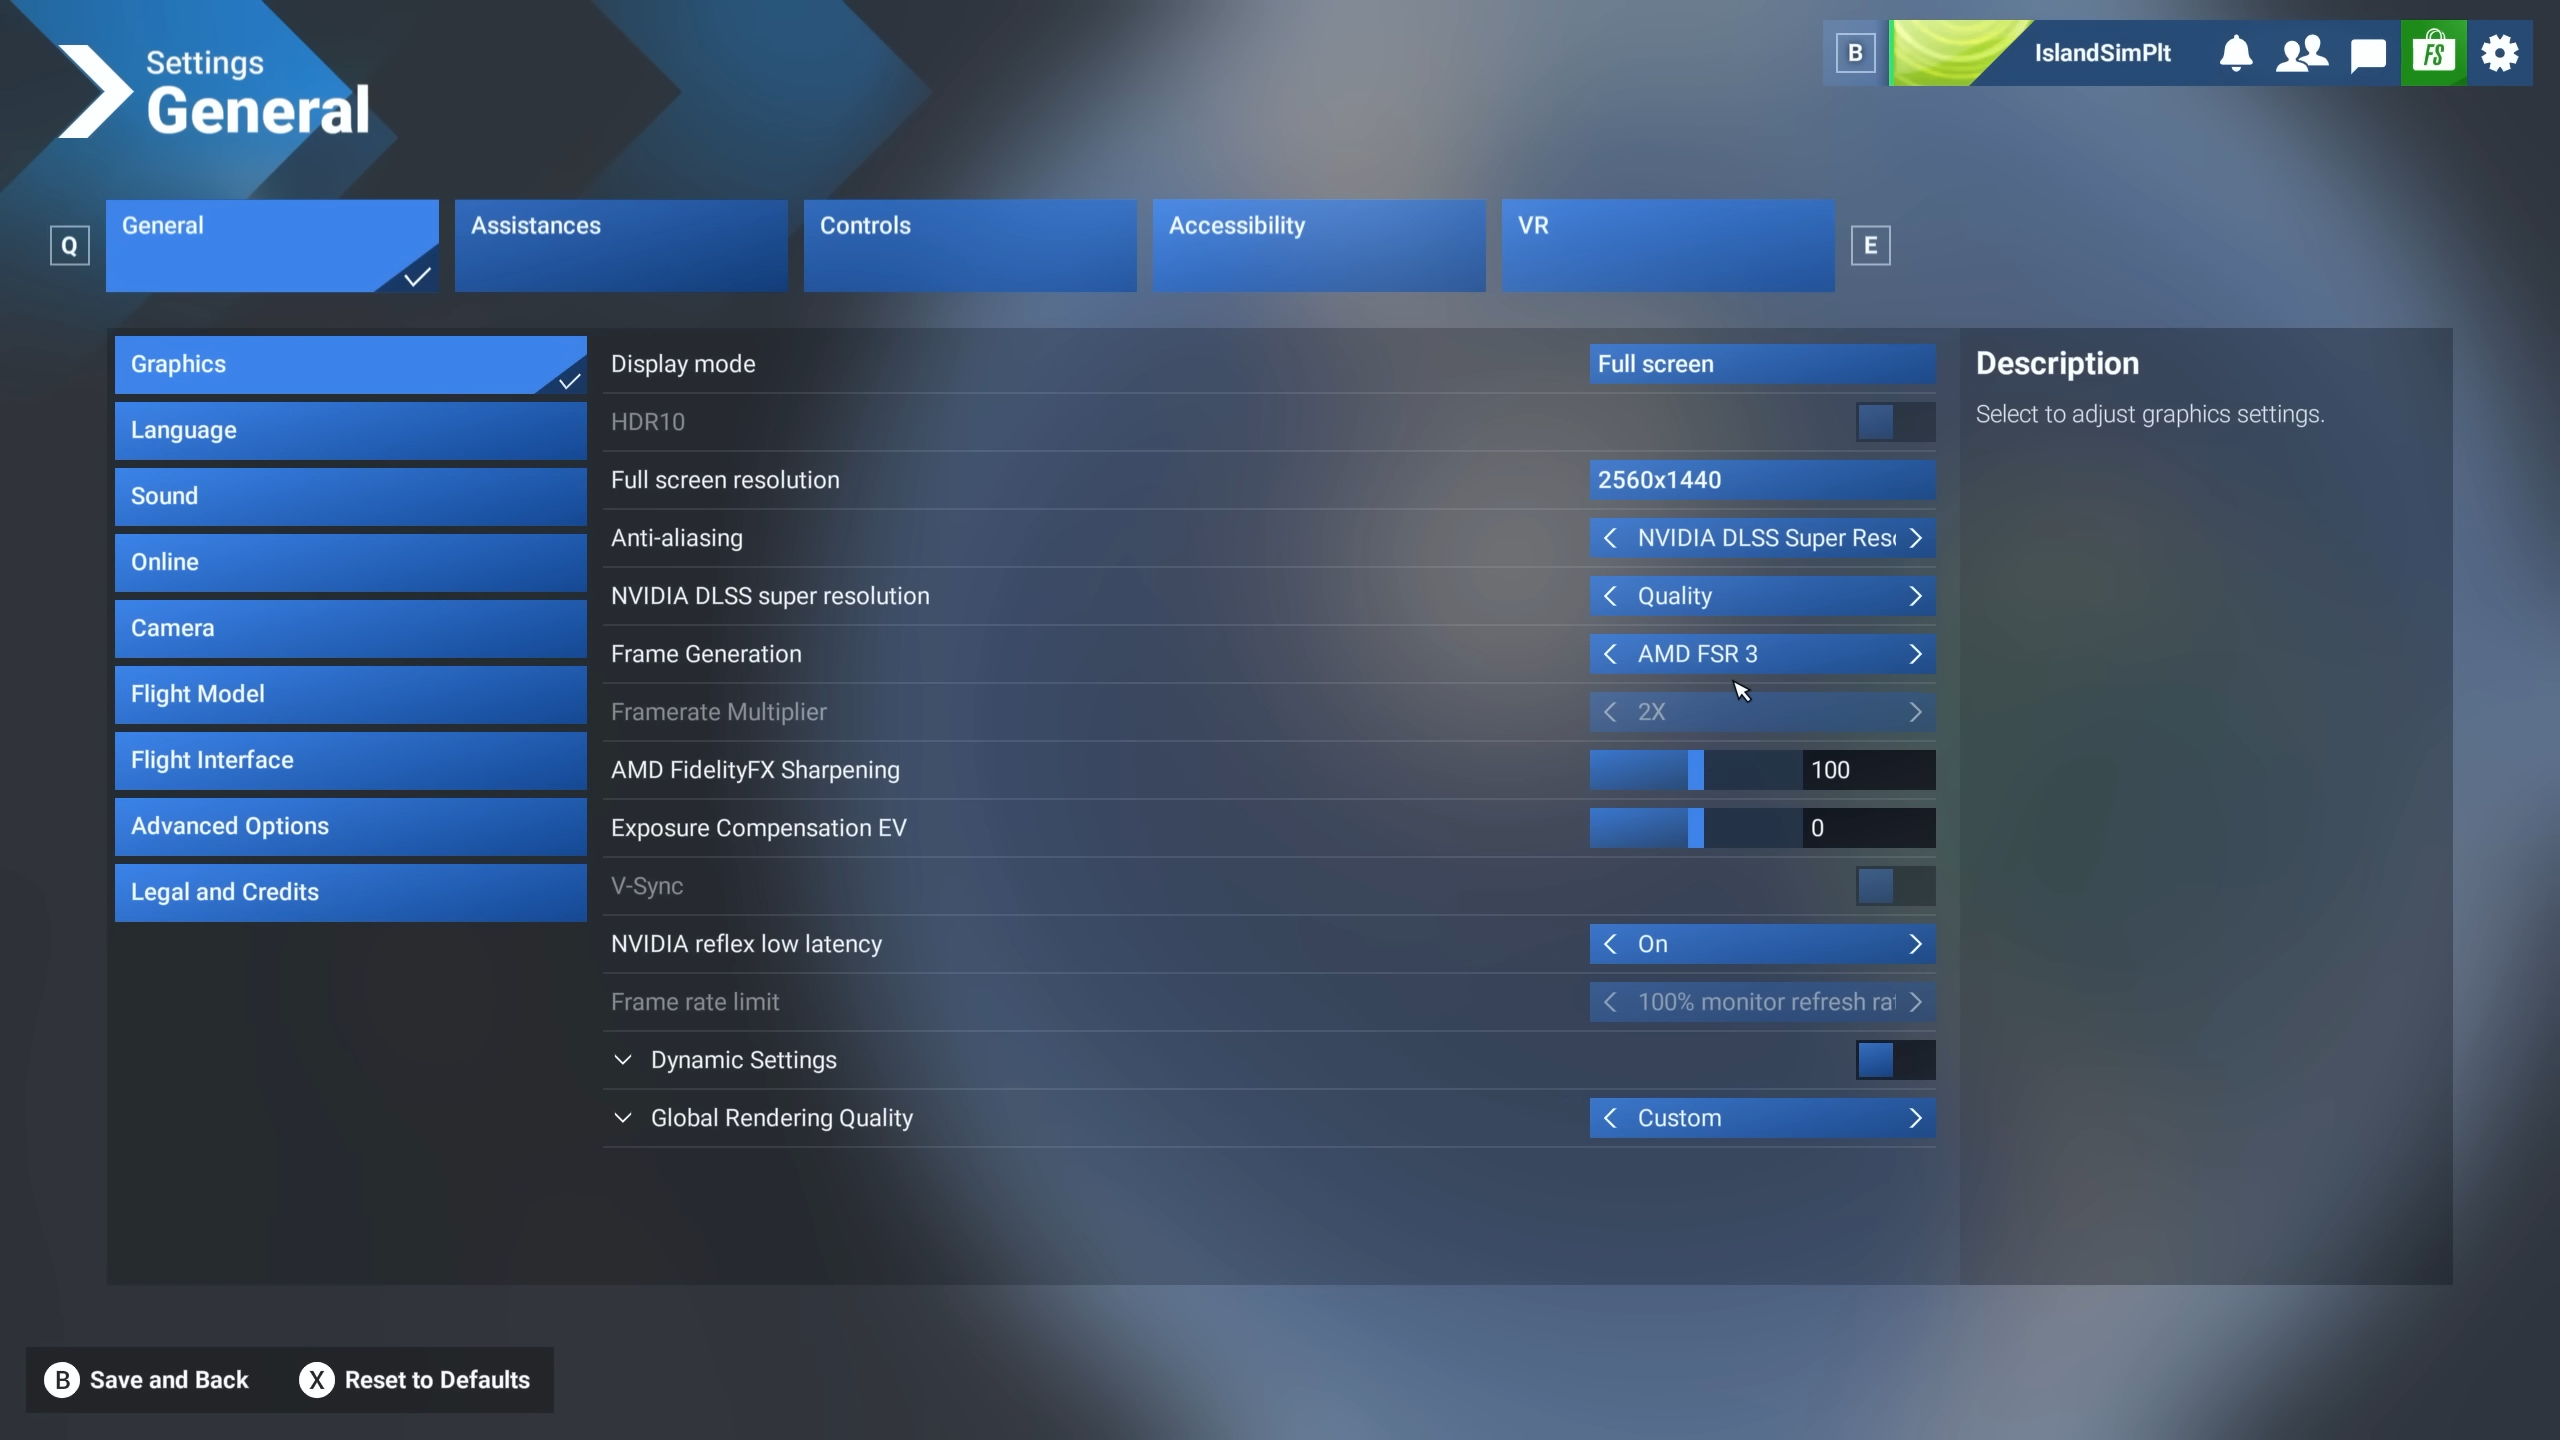 Settings
General
B
IslandSimPlt
FS
Q
General
Assistances
Controls
Accessibility
VR
E
Graphics
Language
Sound
Online
Camera
Flight Model
Flight Interface
Advanced Options
Legal and Credits
Display mode
Full screen
HDR10
Full screen resolution
2560x1440
Anti-aliasing
NVIDIA DLSS Super Reso
NVIDIA DLSS super resolution
Quality
Frame Generation
AMD FSR 3
Framerate Multiplier
2X
AMD FidelityFX Sharpening
100
Exposure Compensation EV
0
V-Sync
NVIDIA reflex low latency
On
Frame rate limit
100% monitor refresh rat
Dynamic Settings
Global Rendering Quality
Custom
Description
Select to adjust graphics settings.
B Save and Back
X Reset to Defaults